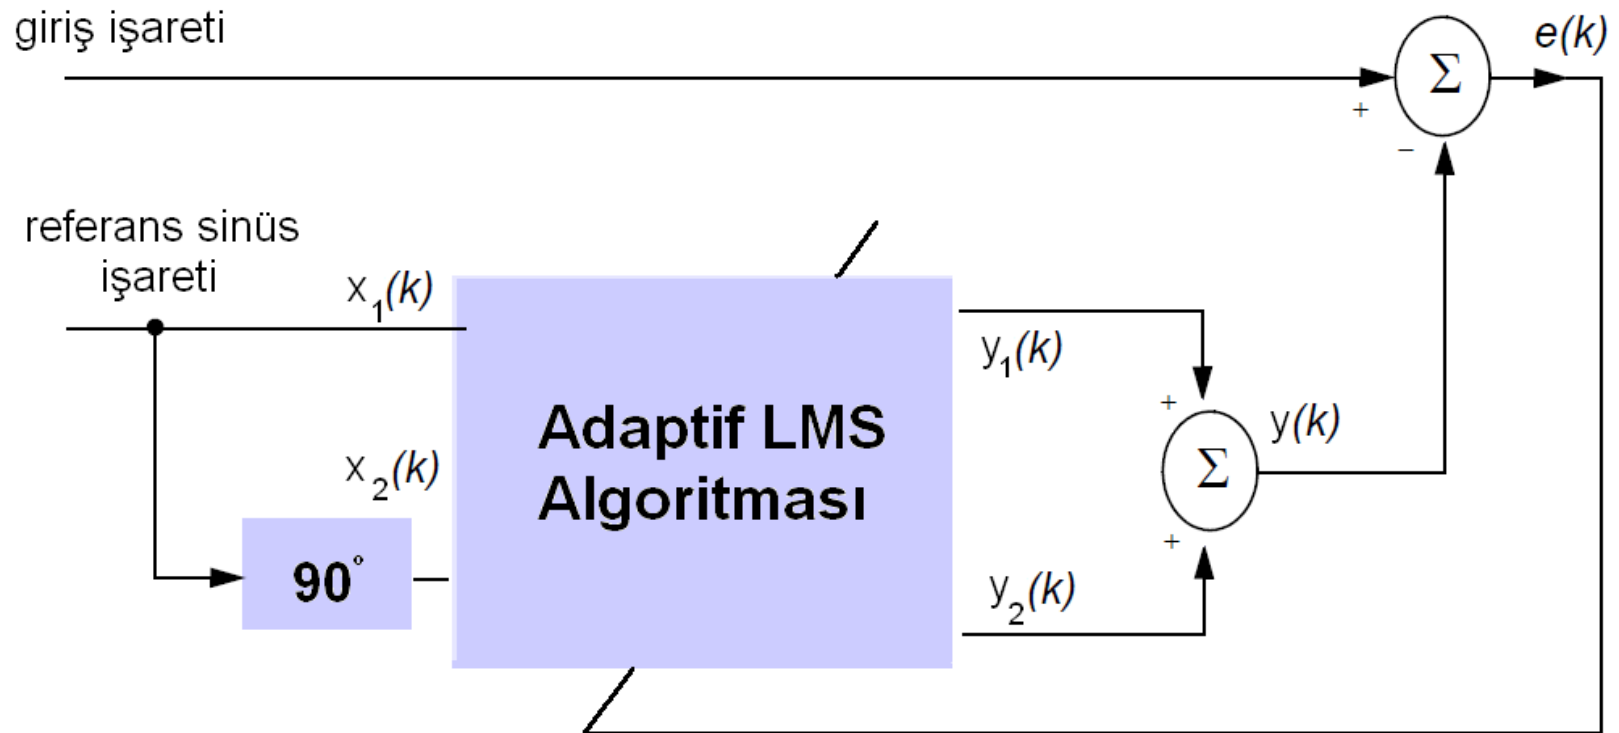 giriş işareti
e(k)
Σ
+
−
referans sinüs
işareti
x1(k)
y1(k)
Adaptif LMS
Algoritması
+
y(k)
Σ
x2(k)
+
90°
y2(k)